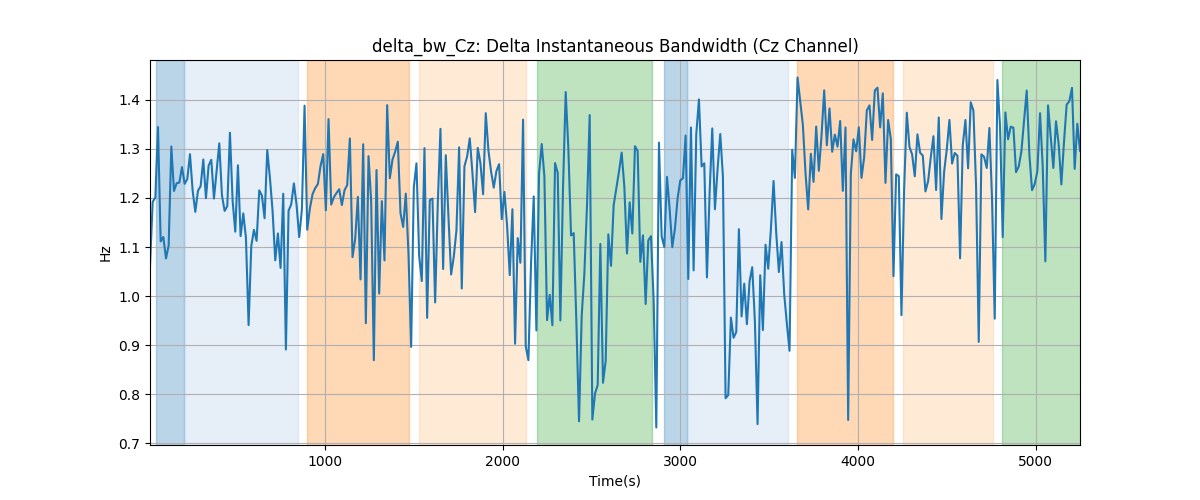 delta_bw_Cz: Delta Instantaneous Bandwidth (Cz Channel)
1.4
1.3
1.2
1.1
1.0
0.9
0.8
0.7
Hz
1000 2000 3000 4000 5000
Time(s)